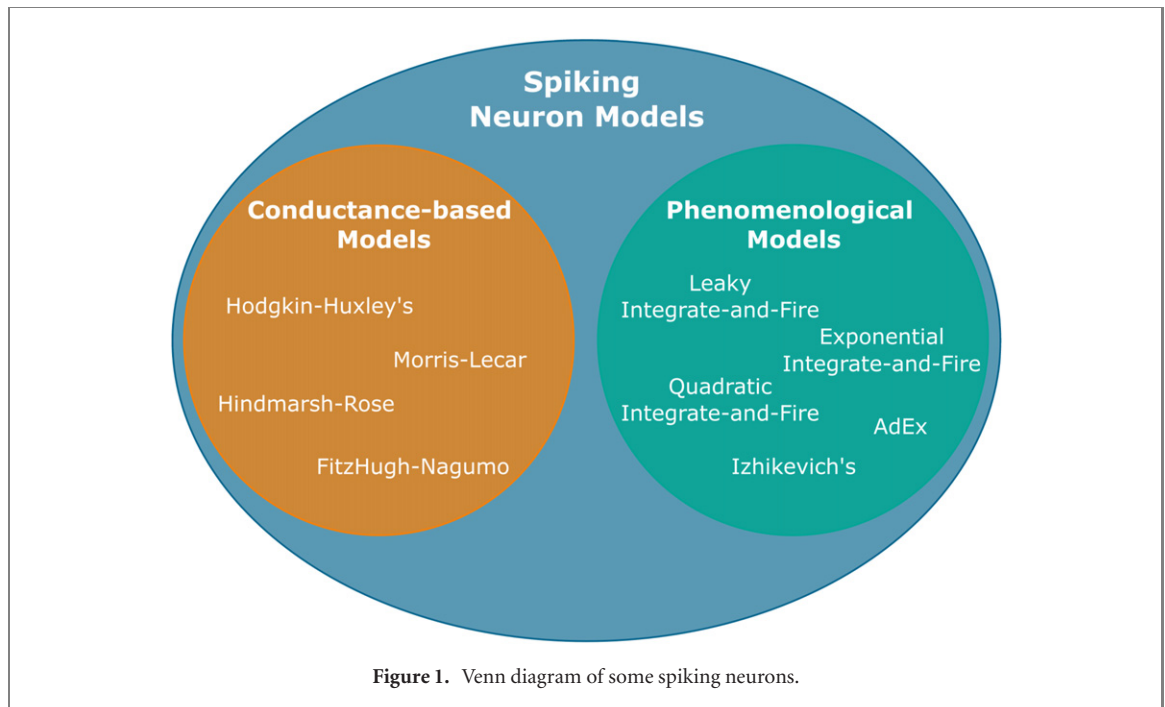 Spiking
Neuron Models
Conductance-based
Models
Hodgkin-Huxley's
Morris-Lecar
Hindmarsh-Rose
FitzHugh-Nagumo
Phenomenological
Models
Leaky
Integrate-and-Fire
Exponential
Integrate-and-Fire
Quadratic
Integrate-and-Fire
AdEx
Izhikevich's
Figure 1. Venn diagram of some spiking neurons.